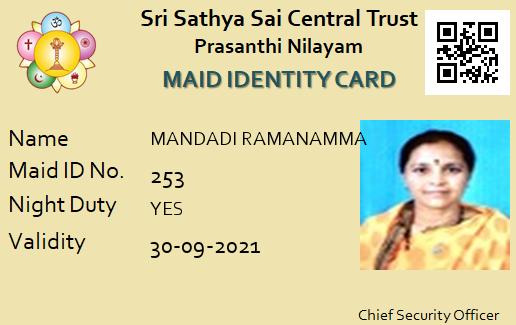 Sri Sathya Sai Central Trust
Prasanthi Nilayam
MAID IDENTITY CARD
Name MANDADI RAMANAMMA
Maid ID No. 253
Night Duty YES
Validity 30-09-2021
Chief Security Officer